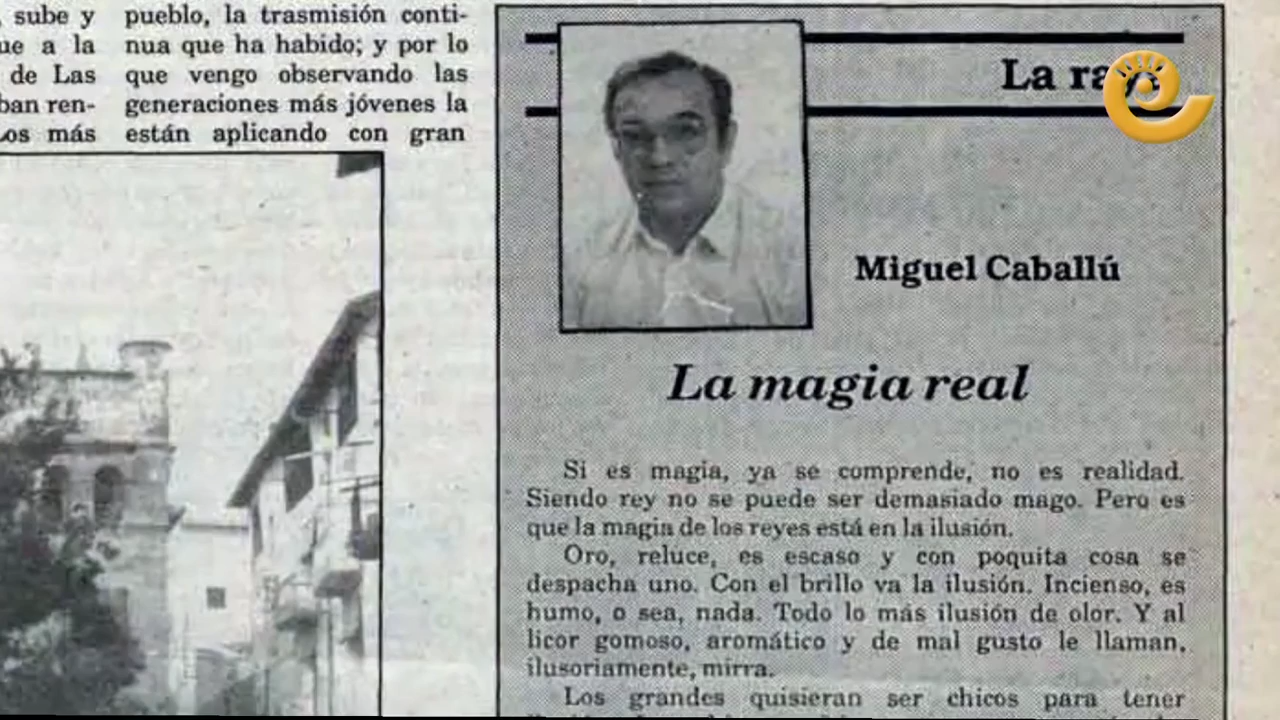 sube y
a la
de Las
ban ren-
Los más
pueblo, la trasmisión conti-
nua que ha habido; y por lo
que vengo observando las
generaciones más jóvenes la
están aplicando con gran
La
Miguel Caballú
La magia real
Si es magia, ya se comprende, no es realidad.
Siendo rey no se puede ser demasiado mago. Pero es
que la magia de los reyes está en la ilusión.
Oro, reluce, es escaso y con poquita cosa se
despacha uno. Con el brillo va la ilusión. Incienso, es
humo, o sea, nada. Todo lo más ilusión de olor. Y al
licor gomoso, aromático y de mal gusto le llaman,
ilusoriamente, mirra.
Los grandes quisieran ser chicos para tener